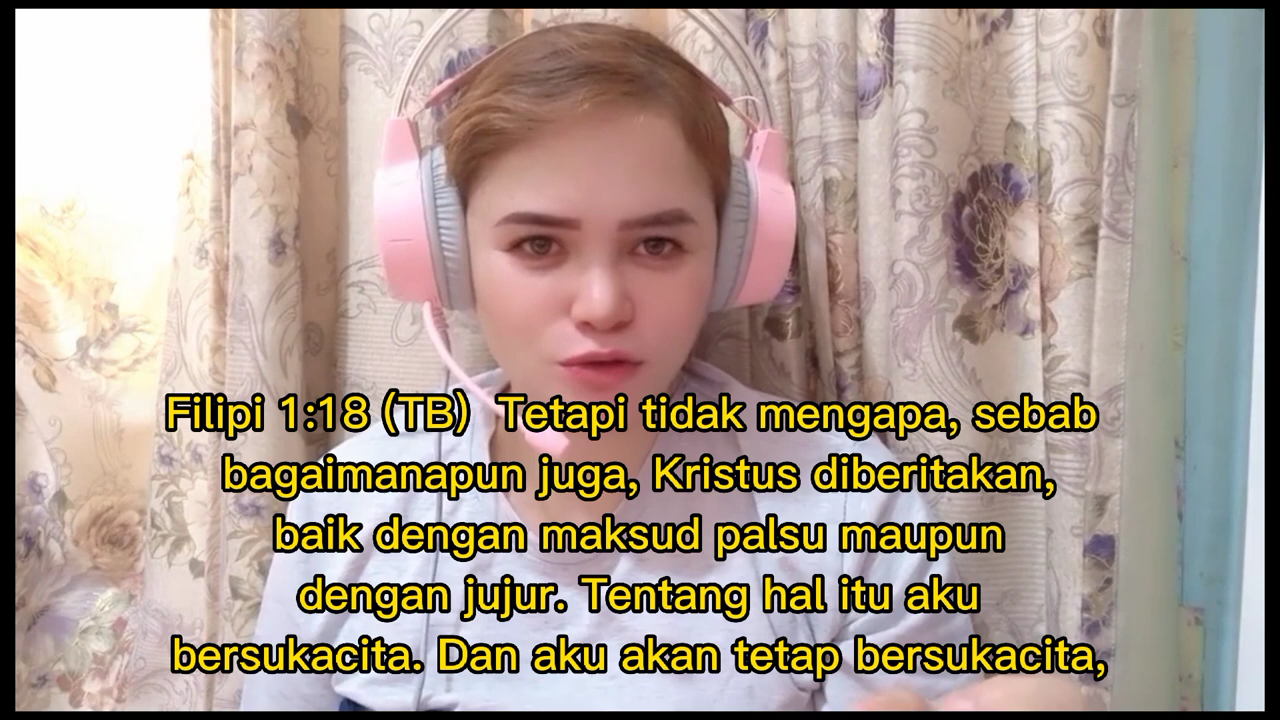 Filipi 1:18 (TB)  Tetapi tidak mengapa, sebab
bagaimanapun juga, Kristus diberitakan,
baik dengan maksud palsu maupun
dengan jujur. Tentang hal itu aku
bersukacita. Dan aku akan tetap bersukacita,